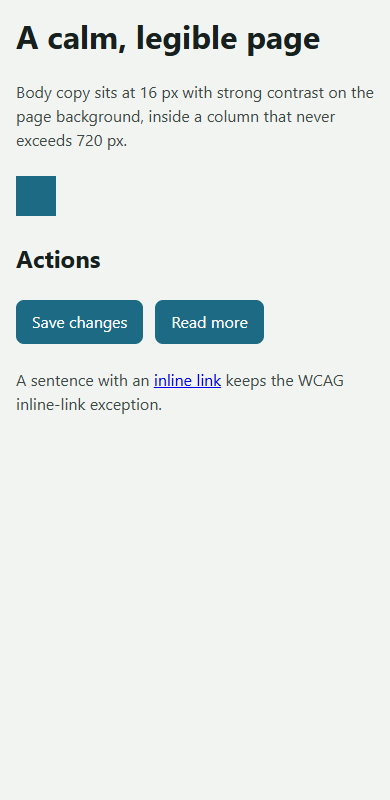 A calm, legible page
Body copy sits at 16 px with strong contrast on the
page background, inside a column that never
exceeds 720 px.
Actions
Save changes
Read more
A sentence with an inline link keeps the WCAG
inline-link exception.